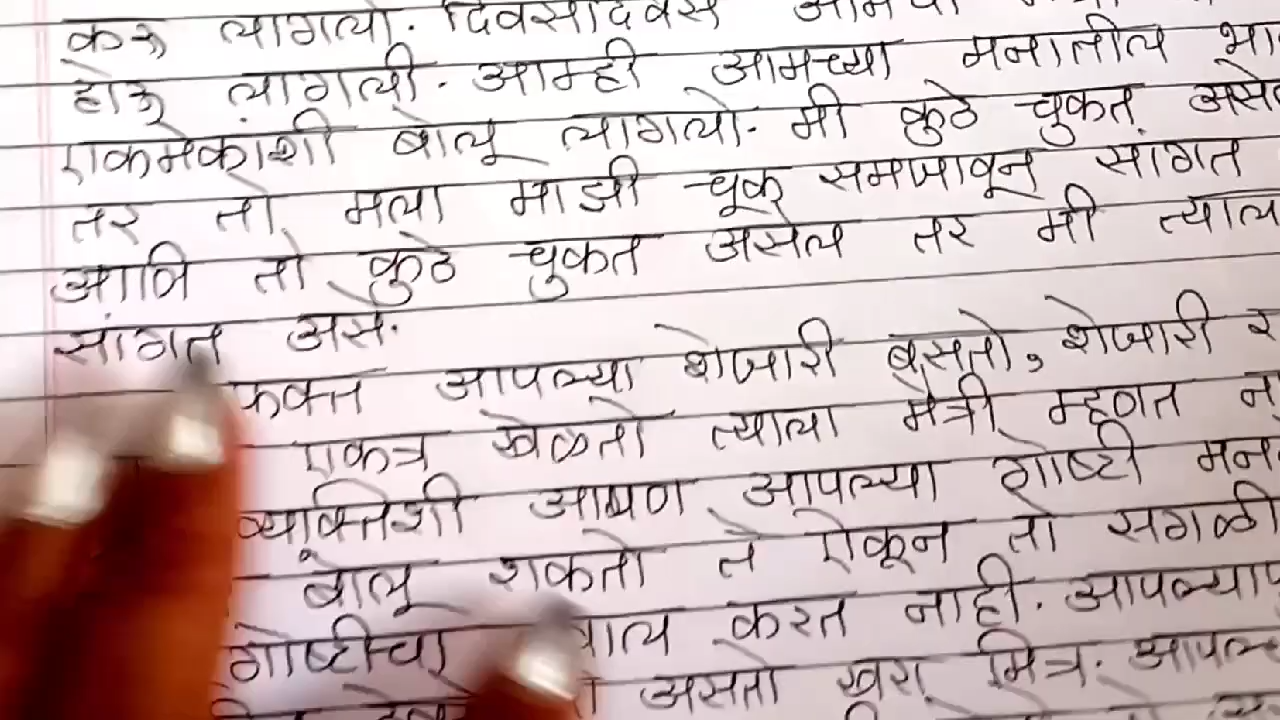 करू लागलो. दिवसेंदिवस आमची
होऊ लागली. आम्ही आमच्या मनातील
एकमेकांशी बोलू लागलो. मी कुठे चुकत असेल
तर तो मला माझी चूक समजावून सांगत
आणि तो कुठे चुकत असेल तर मी त्याला
सांगत असे.
फक्त आपल्या शेजारी बसतो, शेजारी
एकत्र खेळतो त्याला मैत्री म्हणत
व्यक्तिशी आपण आपल्या गोष्टी
बोलू शकतो ते ऐकून तो सगळी
गोष्टीचा करत नाही. आपल्या
असतो खरा मित्र.